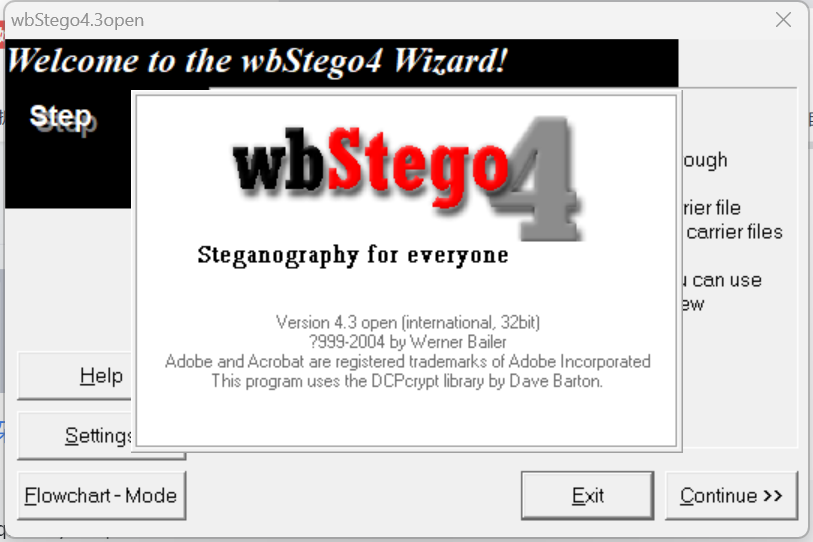 wbStego4.3open
Welcome to the wbStego4 Wizard!
Step
wbStego4
Steganography for everyone
Version 4.3 open (international, 32bit)
?999-2004 by Werner Bailer
Adobe and Acrobat are registered trademarks of Adobe Incorporated
This program uses the DCPcrypt library by Dave Barton.
ough
rier file
carrier files
can use
ew
Help
Settings
Flowchart - Mode
Exit
Continue >>